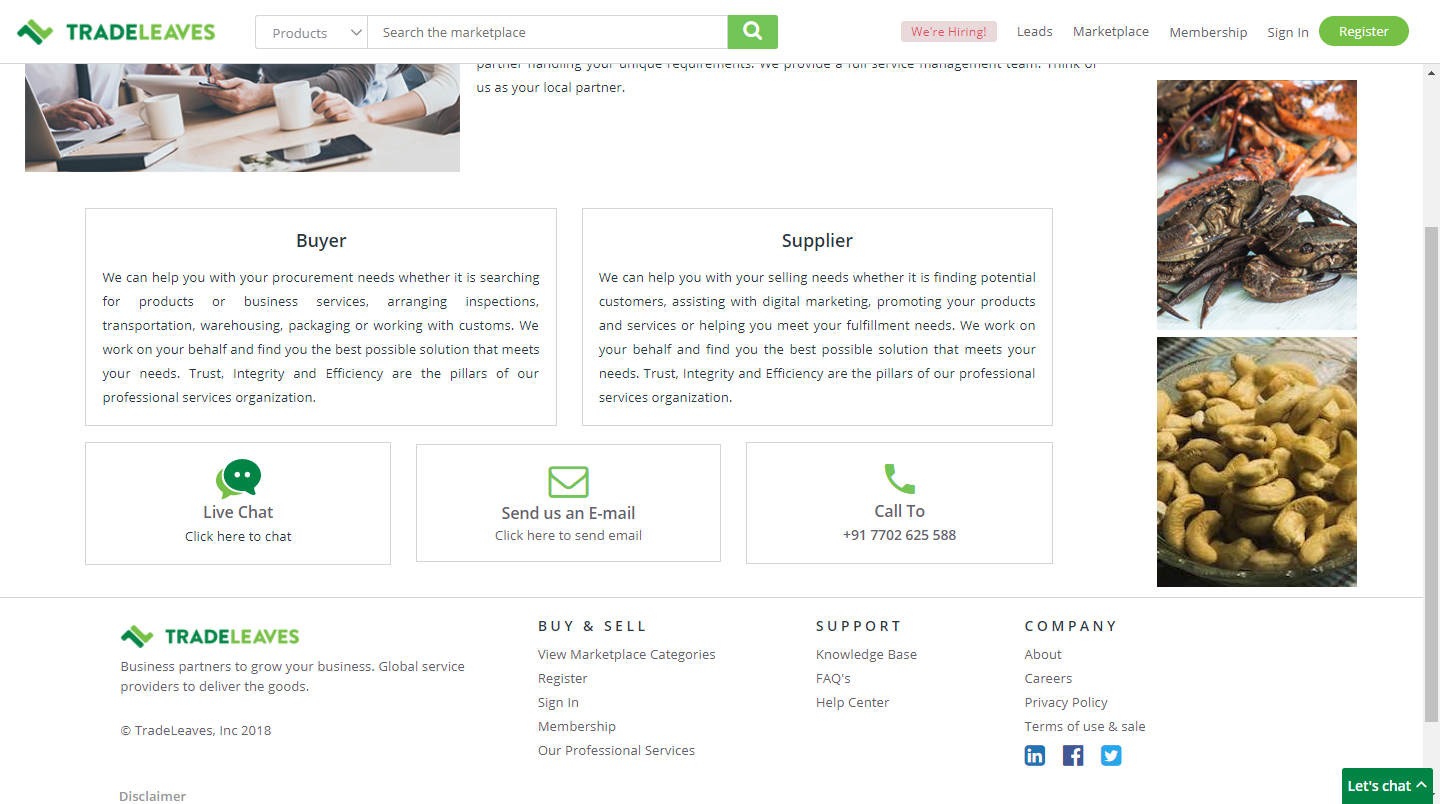 TRADELEAVES
Products
Search the marketplace
We're Hiring!
Leads
Marketplace
Membership
Sign In
Register
partner handling your unique requirements. We provide a full service management team. Think of
us as your local partner.
Buyer
We can help you with your procurement needs whether it is searching
for products or business services, arranging inspections,
transportation, warehousing, packaging or working with customs. We
work on your behalf and find you the best possible solution that meets
your needs. Trust, Integrity and Efficiency are the pillars of our
professional services organization.
Supplier
We can help you with your selling needs whether it is finding potential
customers, assisting with digital marketing, promoting your products
and services or helping you meet your fulfillment needs. We work on
your behalf and find you the best possible solution that meets your
needs. Trust, Integrity and Efficiency are the pillars of our professional
services organization.
Live Chat
Click here to chat
Send us an E-mail
Click here to send email
Call To
+91 7702 625 588
TRADELEAVES
Business partners to grow your business. Global service
providers to deliver the goods.
© TradeLeaves, Inc 2018
BUY & SELL
View Marketplace Categories
Register
Sign In
Membership
Our Professional Services
SUPPORT
Knowledge Base
FAQ's
Help Center
COMPANY
About
Careers
Privacy Policy
Terms of use & sale
Disclaimer
Let's chat